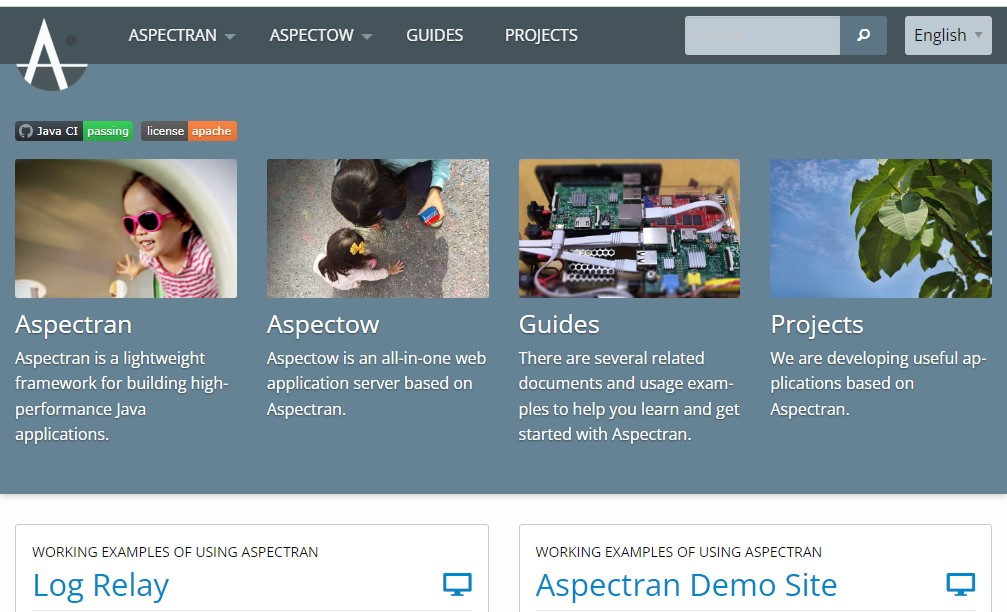 ASPECTRAN ASPECTOW GUIDES PROJECTS English
Java CI passing license apache
Aspectran
Aspectran is a lightweight
framework for building high-
performance Java
applications.
Aspectow
Aspectow is an all-in-one web
application server based on
Aspectran.
Guides
There are several related
documents and usage exam-
ples to help you learn and get
started with Aspectran.
Projects
We are developing useful ap-
plications based on
Aspectran.
WORKING EXAMPLES OF USING ASPECTRAN
Log Relay
WORKING EXAMPLES OF USING ASPECTRAN
Aspectran Demo Site